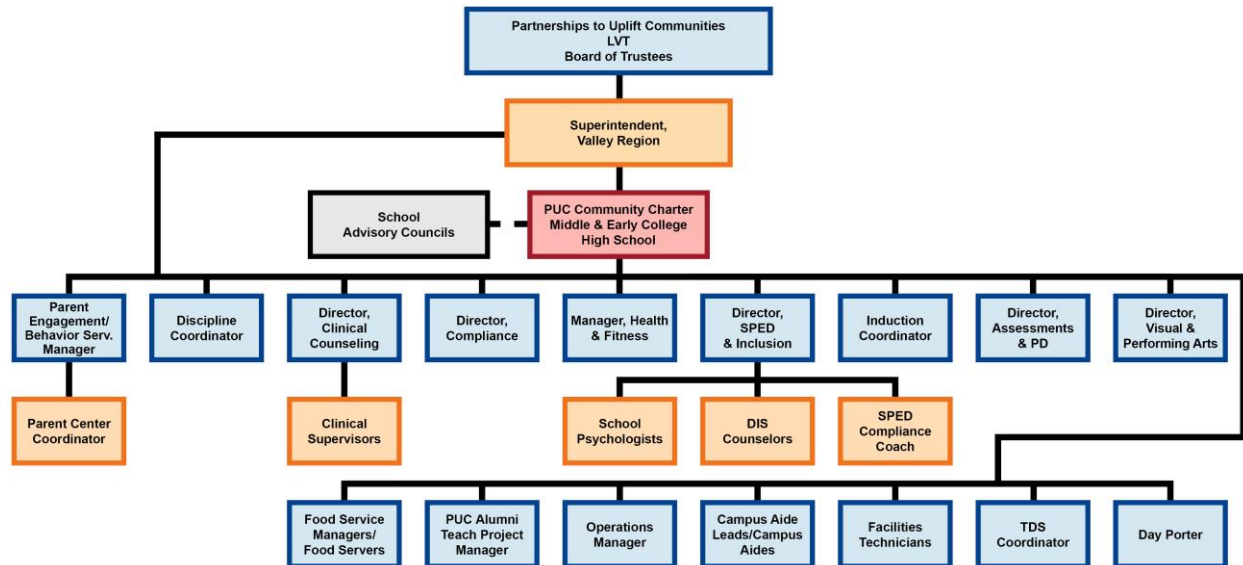 Partnerships to Uplift Communities
LVT
Board of Trustees
Superintendent,
Valley Region
School
Advisory Councils
PUC Community Charter
Middle & Early College
High School
Parent
Engagement/
Behavior Serv.
Manager
Discipline
Coordinator
Director,
Clinical
Counseling
Director,
Compliance
Manager, Health
& Fitness
Director,
SPED
& Inclusion
Induction
Coordinator
Director,
Assessments
& PD
Director,
Visual &
Performing Arts
Parent Center
Coordinator
Clinical
Supervisors
School
Psychologists
DIS
Counselors
SPED
Compliance
Coach
Food Service
Managers/
Food Servers
PUC Alumni
Teach Project
Manager
Operations
Manager
Campus Aide
Leads/Campus
Aides
Facilities
Technicians
TDS
Coordinator
Day Porter